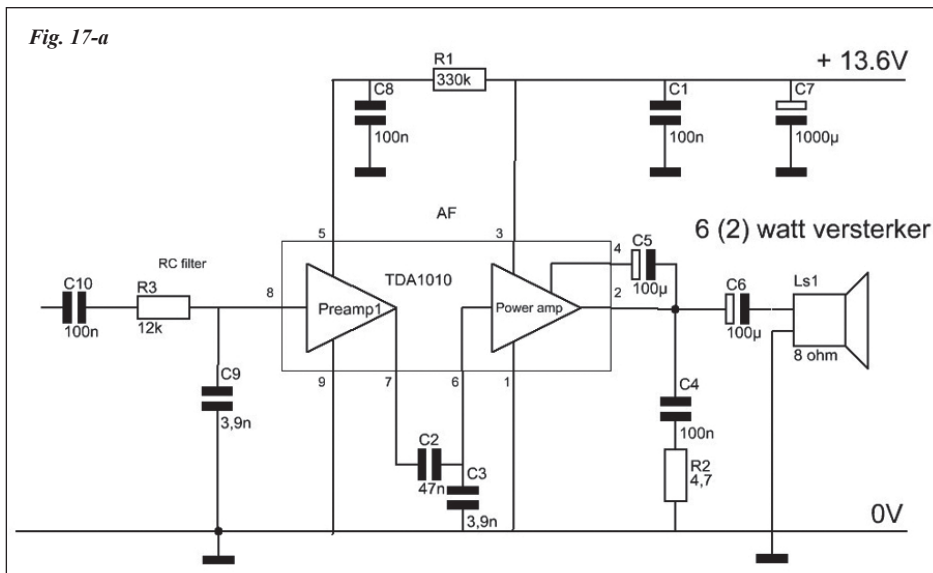 Fig. 17-a
R1
330k
+ 13.6V
C8
100n
C1
100n
C7
1000µ
AF
6 (2) watt versterker
5
3
4
C5
100µ
RC filter
TDA1010
C10
100n
R3
12k
8
Preamp1
Power amp
2
C6
100µ
Ls1
8 ohm
C9
3,9n
9
7
6
1
C4
100n
C2
47n
C3
3,9n
R2
4,7
0V